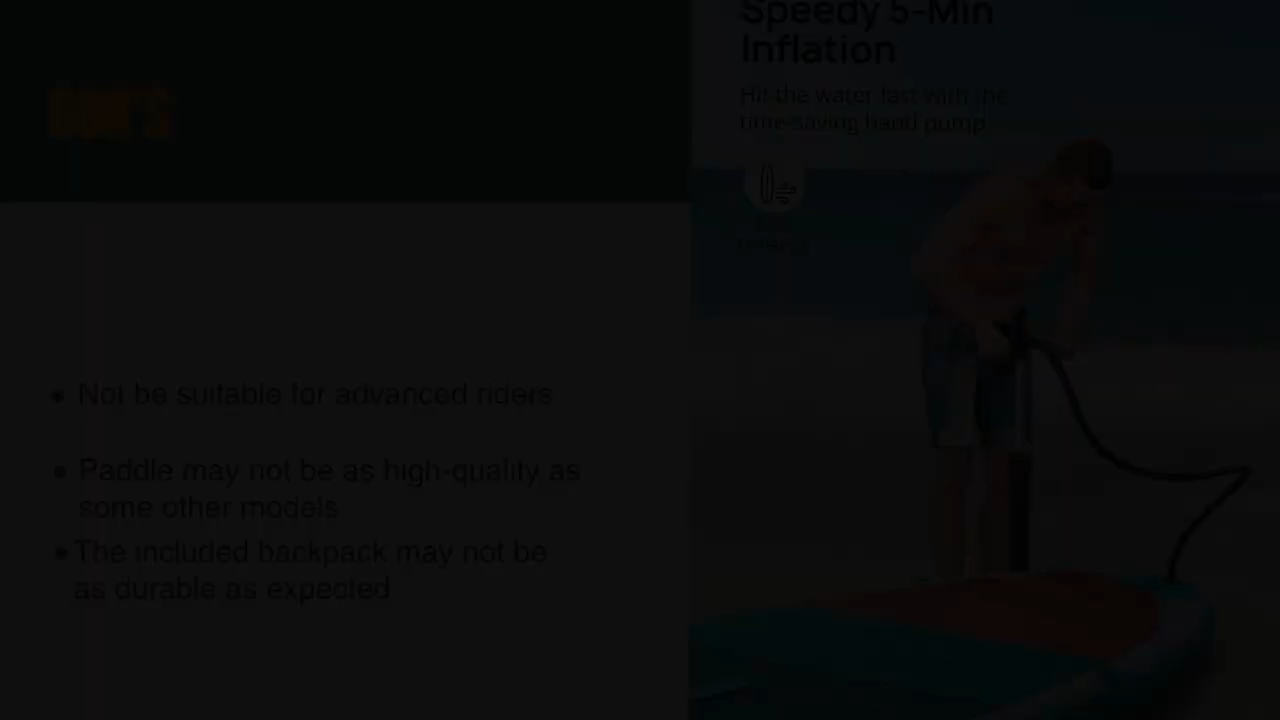 Speedy 5-Min
Inflation
Hit the water fast with the
time-saving hand pump
Not be suitable for advanced riders
Paddle may not be as high-quality as
some other models
The included backpack may not be
as durable as expected